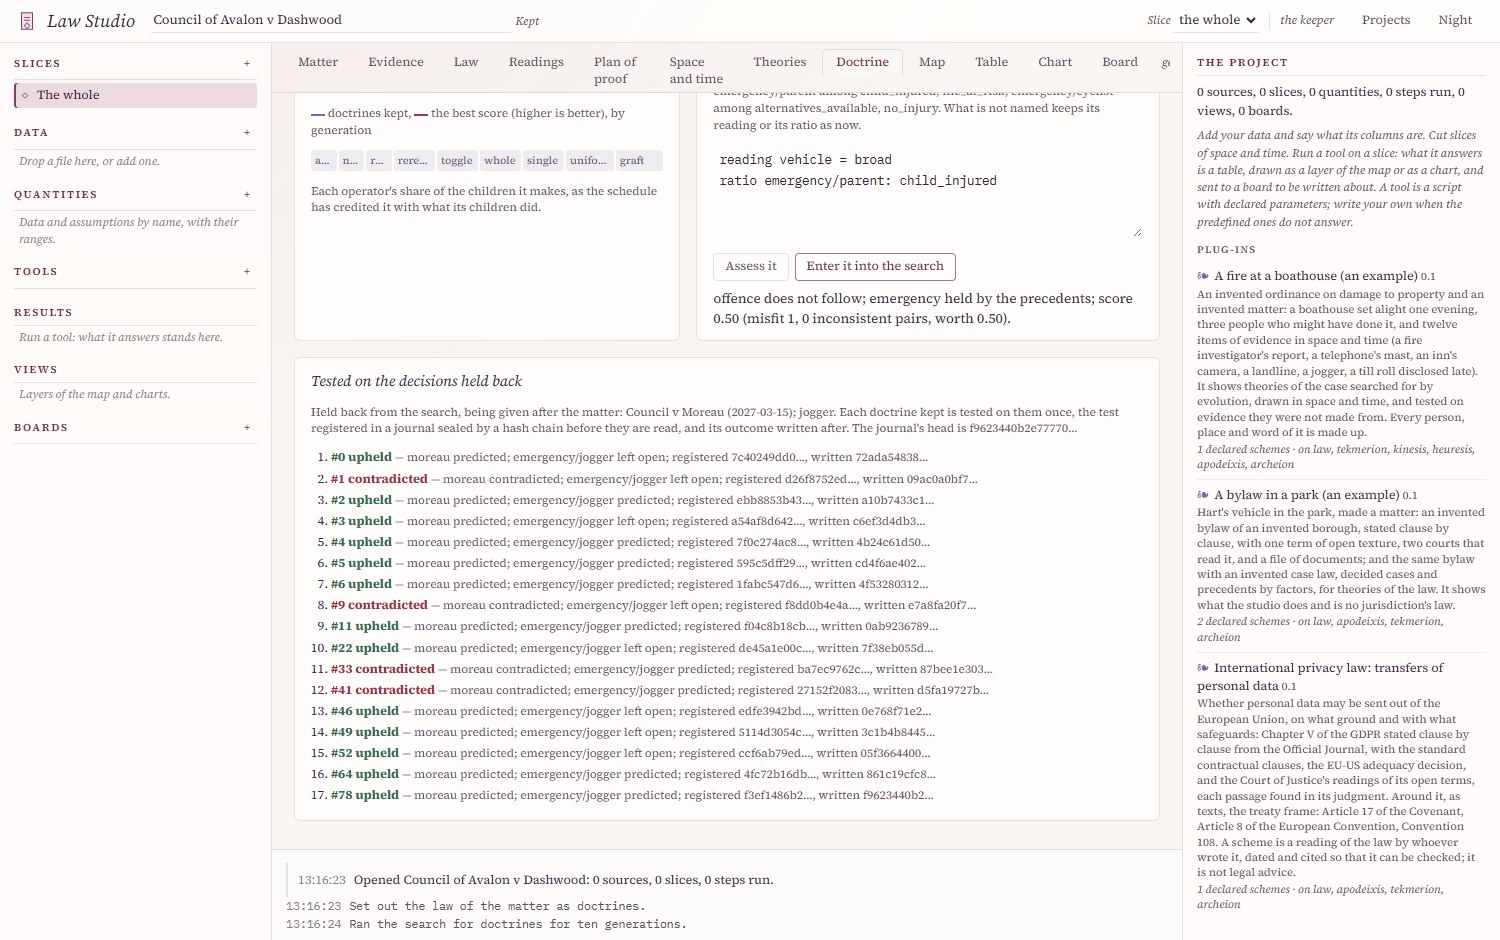 Law Studio
Council of Avalon v Dashwood
Kept
Slice the whole
the keeper
Projects
Night
SLICES +
The whole
DATA +
Drop a file here, or add one.
QUANTITIES +
Data and assumptions by name, with their
ranges.
TOOLS +
RESULTS
Run a tool: what it answers stands here.
VIEWS
Layers of the map and charts.
BOARDS +
Matter
Evidence
Law
Readings
Plan of
proof
Space
and time
Theories
Doctrine
Map
Table
Chart
Board
doctrines kept, the best score (higher is better), by
generation
a... n... r... rere... toggle whole single unifo... graft
Each operator's share of the children it makes, as the schedule
has credited it with what its children did.
among alternatives_available, no_injury. What is not named keeps its
reading or its ratio as now.
reading vehicle = broad
ratio emergency/parent: child_injured
Assess it
Enter it into the search
offence does not follow; emergency held by the precedents; score
0.50 (misfit 1, 0 inconsistent pairs, worth 0.50).
Tested on the decisions held back
Held back from the search, being given after the matter: Council v Moreau (2027-03-15); jogger. Each doctrine kept is tested on them once, the test
registered in a journal sealed by a hash chain before they are read, and its outcome written after. The journal's head is f9623440b2e77770...
1. #0 upheld — moreau predicted; emergency/jogger left open; registered 7c40249dd0..., written 72ada54838...
2. #1 contradicted — moreau contradicted; emergency/jogger left open; registered d26f8752ed..., written 09ac0a0bf7...
3. #2 upheld — moreau predicted; emergency/jogger predicted; registered ebb8853b43..., written a10b7433c1...
4. #3 upheld — moreau predicted; emergency/jogger left open; registered a54af8d642..., written c6ef3d4db3...
5. #4 upheld — moreau predicted; emergency/jogger predicted; registered 7f0c274ac8..., written 4b24c61d50...
6. #5 upheld — moreau predicted; emergency/jogger left open; registered 595c5dff29..., written cd4f6ae402...
7. #6 upheld — moreau predicted; emergency/jogger left open; registered 1fabc547d6..., written 4f53280312...
8. #9 contradicted — moreau contradicted; emergency/jogger left open; registered f8dd0b4e4a..., written e7a8fa20f7...
9. #11 upheld — moreau predicted; emergency/jogger predicted; registered f04c8b18cb..., written 0ab9236789...
10. #22 upheld — moreau predicted; emergency/jogger left open; registered de45a1e00c..., written 7f38eb055d...
11. #33 contradicted — moreau contradicted; emergency/jogger predicted; registered ba7ec9762c..., written 87bee1e303...
12. #41 contradicted — moreau contradicted; emergency/jogger left open; registered 27152f2083..., written d5fa19727b...
13. #46 upheld — moreau predicted; emergency/jogger left open; registered edfe3942bd..., written 0e768f71e2...
14. #49 upheld — moreau predicted; emergency/jogger left open; registered 5114d3054c..., written 3c1b4b8445...
15. #52 upheld — moreau predicted; emergency/jogger predicted; registered ccf6ab79ed..., written 05f3664400...
16. #64 upheld — moreau predicted; emergency/jogger predicted; registered 4fc72b16db..., written 861c19cfc8...
17. #78 upheld — moreau predicted; emergency/jogger predicted; registered f3ef1486b2..., written f9623440b2...
13:16:23 Opened Council of Avalon v Dashwood: 0 sources, 0 slices, 0 steps run.
13:16:23 Set out the law of the matter as doctrines.
13:16:24 Ran the search for doctrines for ten generations.
THE PROJECT
0 sources, 0 slices, 0 quantities, 0 steps run, 0
views, 0 boards.
Add your data and say what its columns are. Cut slices
of space and time. Run a tool on a slice: what it answers
is a table, drawn as a layer of the map or as a chart, and
sent to a board to be written about. A tool is a script
with declared parameters; write your own when the
predefined ones do not answer.
PLUG-INS
A fire at a boathouse (an example) 0.1
An invented ordinance on damage to property and an
invented matter: a boathouse set alight one evening,
three people who might have done it, and twelve
items of evidence in space and time (a fire
investigator's report, a telephone's mast, an inn's
camera, a landline, a jogger, a till roll disclosed late).
It shows theories of the case searched for by
evolution, drawn in space and time, and tested on
evidence they were not made from. Every person,
place and word of it is made up.
1 declared schemes · on law, tekmerion, kinesis, heuresis,
apodeixis, archeion
A bylaw in a park (an example) 0.1
Hart's vehicle in the park, made a matter: an invented
bylaw of an invented borough, stated clause by
clause, with one term of open texture, two courts that
read it, and a file of documents; and the same bylaw
with an invented case law, decided cases and
precedents by factors, for theories of the law. It shows
what the studio does and is no jurisdiction's law.
2 declared schemes · on law, apodeixis, tekmerion,
archeion
International privacy law: transfers of
personal data 0.1
Whether personal data may be sent out of the
European Union, on what ground and with what
safeguards: Chapter V of the GDPR stated clause by
clause from the Official Journal, with the standard
contractual clauses, the EU-US adequacy decision,
and the Court of Justice's readings of its open terms,
each passage found in its judgment. Around it, as
texts, the treaty frame: Article 17 of the Covenant,
Article 8 of the European Convention, Convention
108. A scheme is a reading of the law by whoever
wrote it, dated and cited so that it can be checked; it
is not legal advice.
1 declared schemes · on law, apodeixis, tekmerion,
archeion